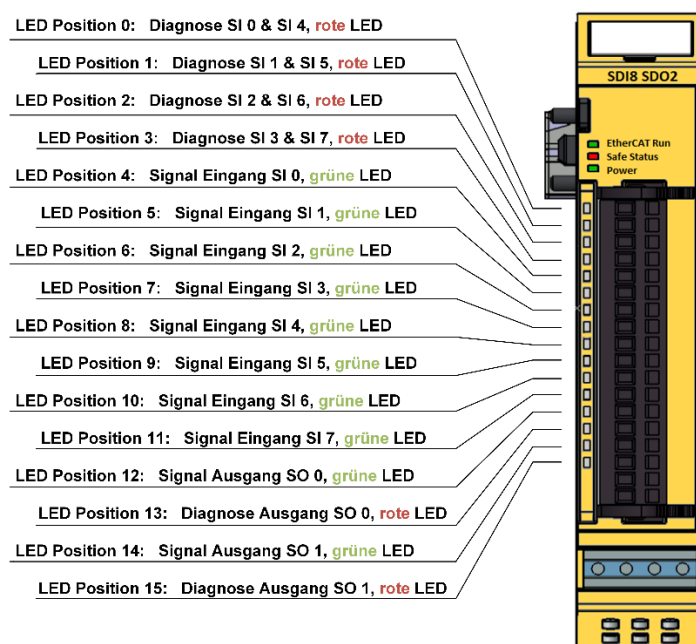 LED Position 0: Diagnose SI 0 & SI 4, rote LED
LED Position 1: Diagnose SI 1 & SI 5, rote LED
LED Position 2: Diagnose SI 2 & SI 6, rote LED
LED Position 3: Diagnose SI 3 & SI 7, rote LED
LED Position 4: Signal Eingang SI 0, grüne LED
LED Position 5: Signal Eingang SI 1, grüne LED
LED Position 6: Signal Eingang SI 2, grüne LED
LED Position 7: Signal Eingang SI 3, grüne LED
LED Position 8: Signal Eingang SI 4, grüne LED
LED Position 9: Signal Eingang SI 5, grüne LED
LED Position 10: Signal Eingang SI 6, grüne LED
LED Position 11: Signal Eingang SI 7, grüne LED
LED Position 12: Signal Ausgang SO 0, grüne LED
LED Position 13: Diagnose Ausgang SO 0, rote LED
LED Position 14: Signal Ausgang SO 1, grüne LED
LED Position 15: Diagnose Ausgang SO 1, rote LED
SDI8 SDO2
EtherCAT Run
Safe Status
Power